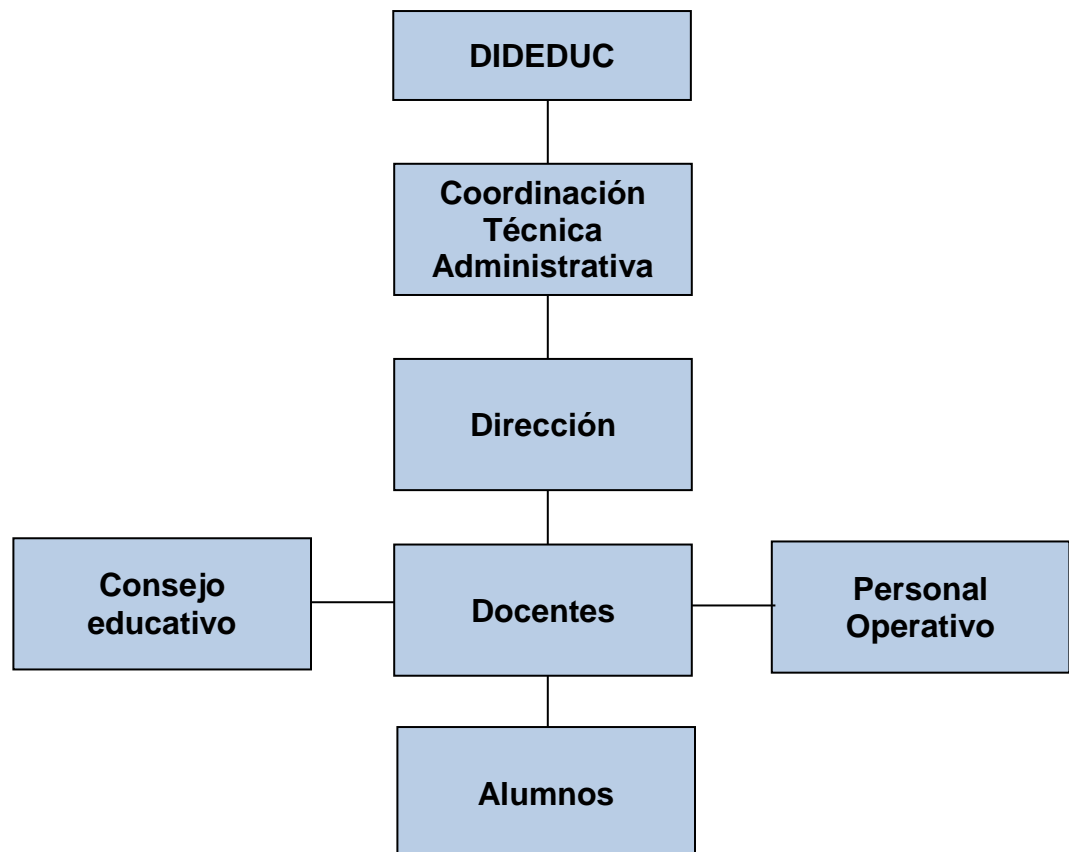 DIDEDUC
Coordinación
Técnica
Administrativa
Dirección
Consejo
educativo
Docentes
Personal
Operativo
Alumnos